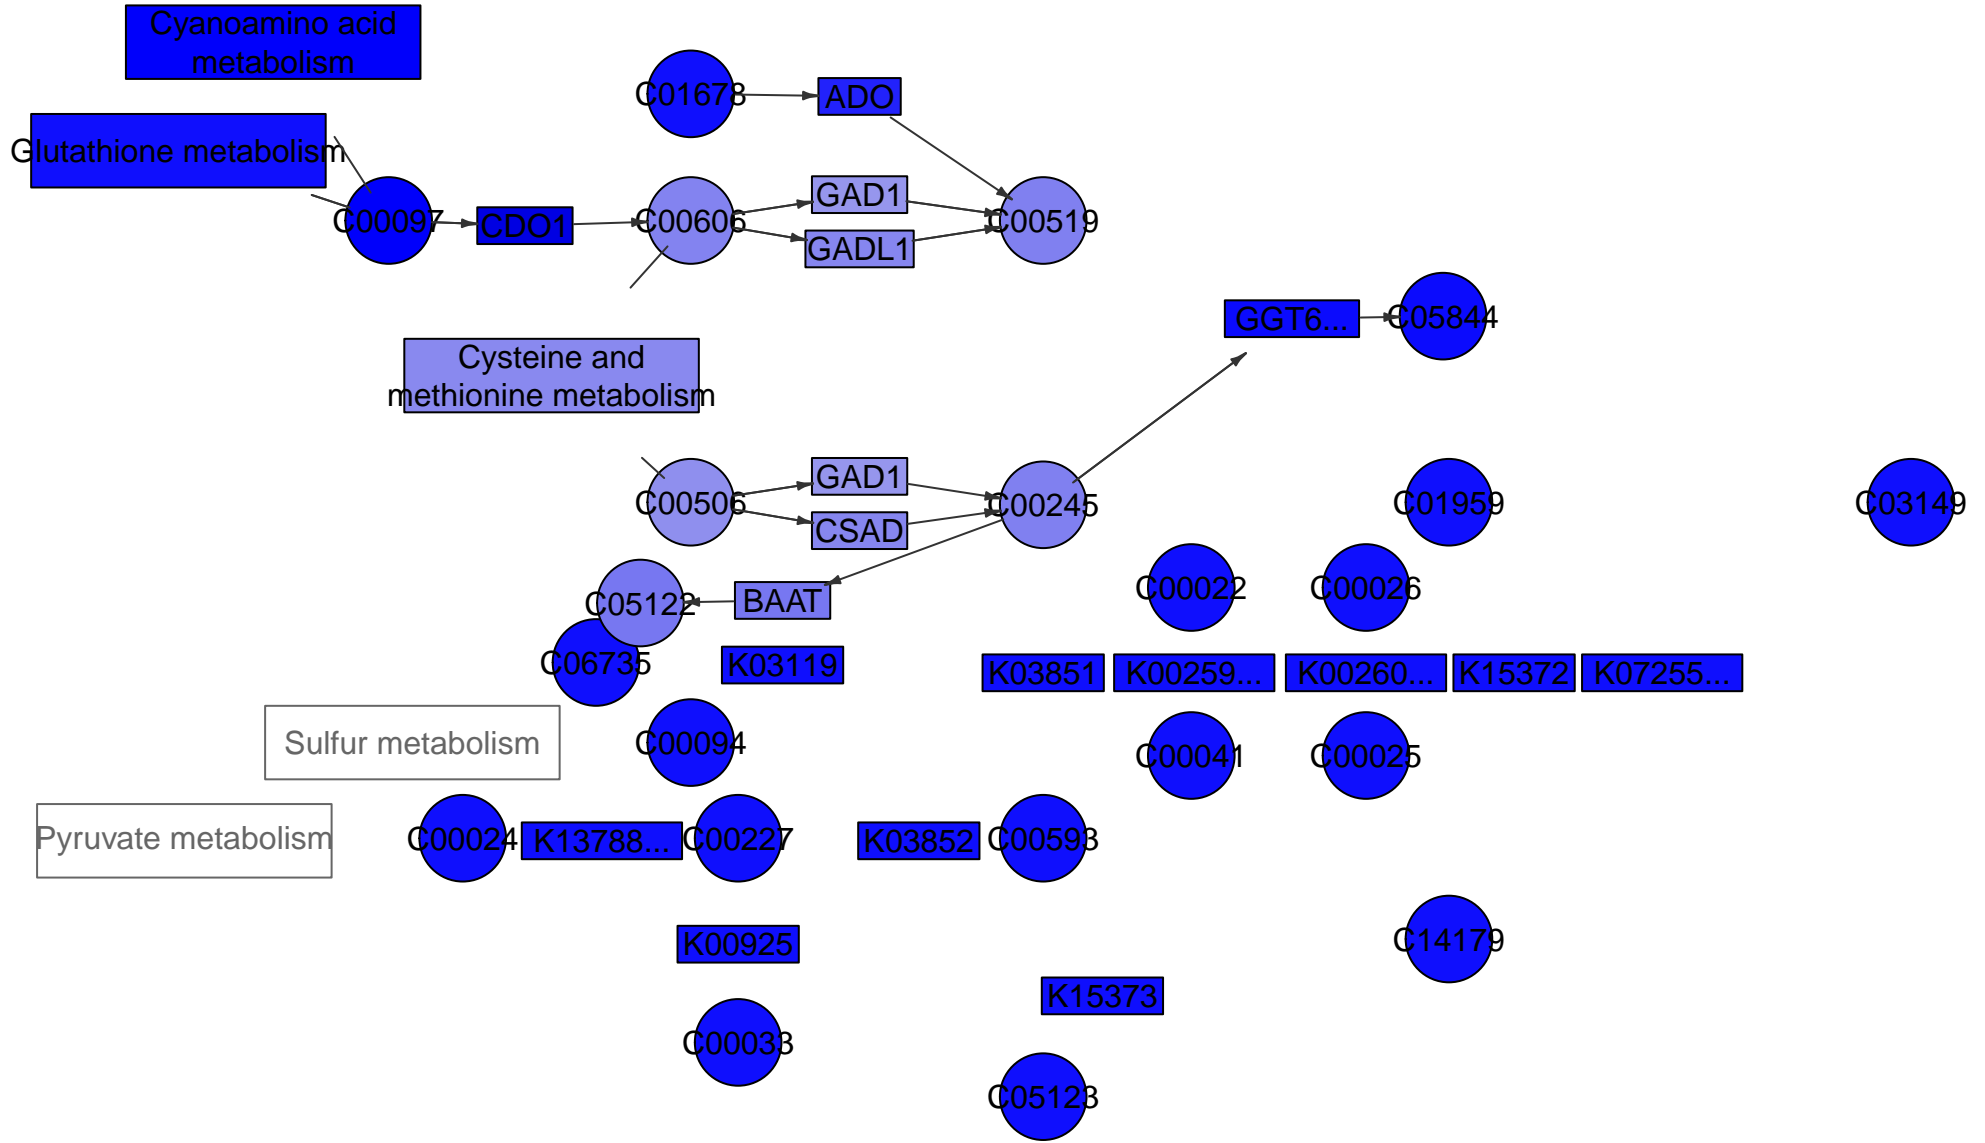 Cyanoamino acid
metabolism
C01678
ADO
Glutathione metabolism
C00097
CDO1
C00606
GAD1
GADL1
C00519
GGT6...
C05844
Cysteine and
methionine metabolism
C00506
GAD1
CSAD
C00245
C01959
C03149
C05122
BAAT
C00022
C00026
C06735
K03119
K03851
K00259...
K00260...
K15372
K07255...
Sulfur metabolism
C00094
C00041
C00025
Pyruvate metabolism
C00024
K13788...
C00227
K03852
C00593
K00925
C14179
K15373
C00033
C05123